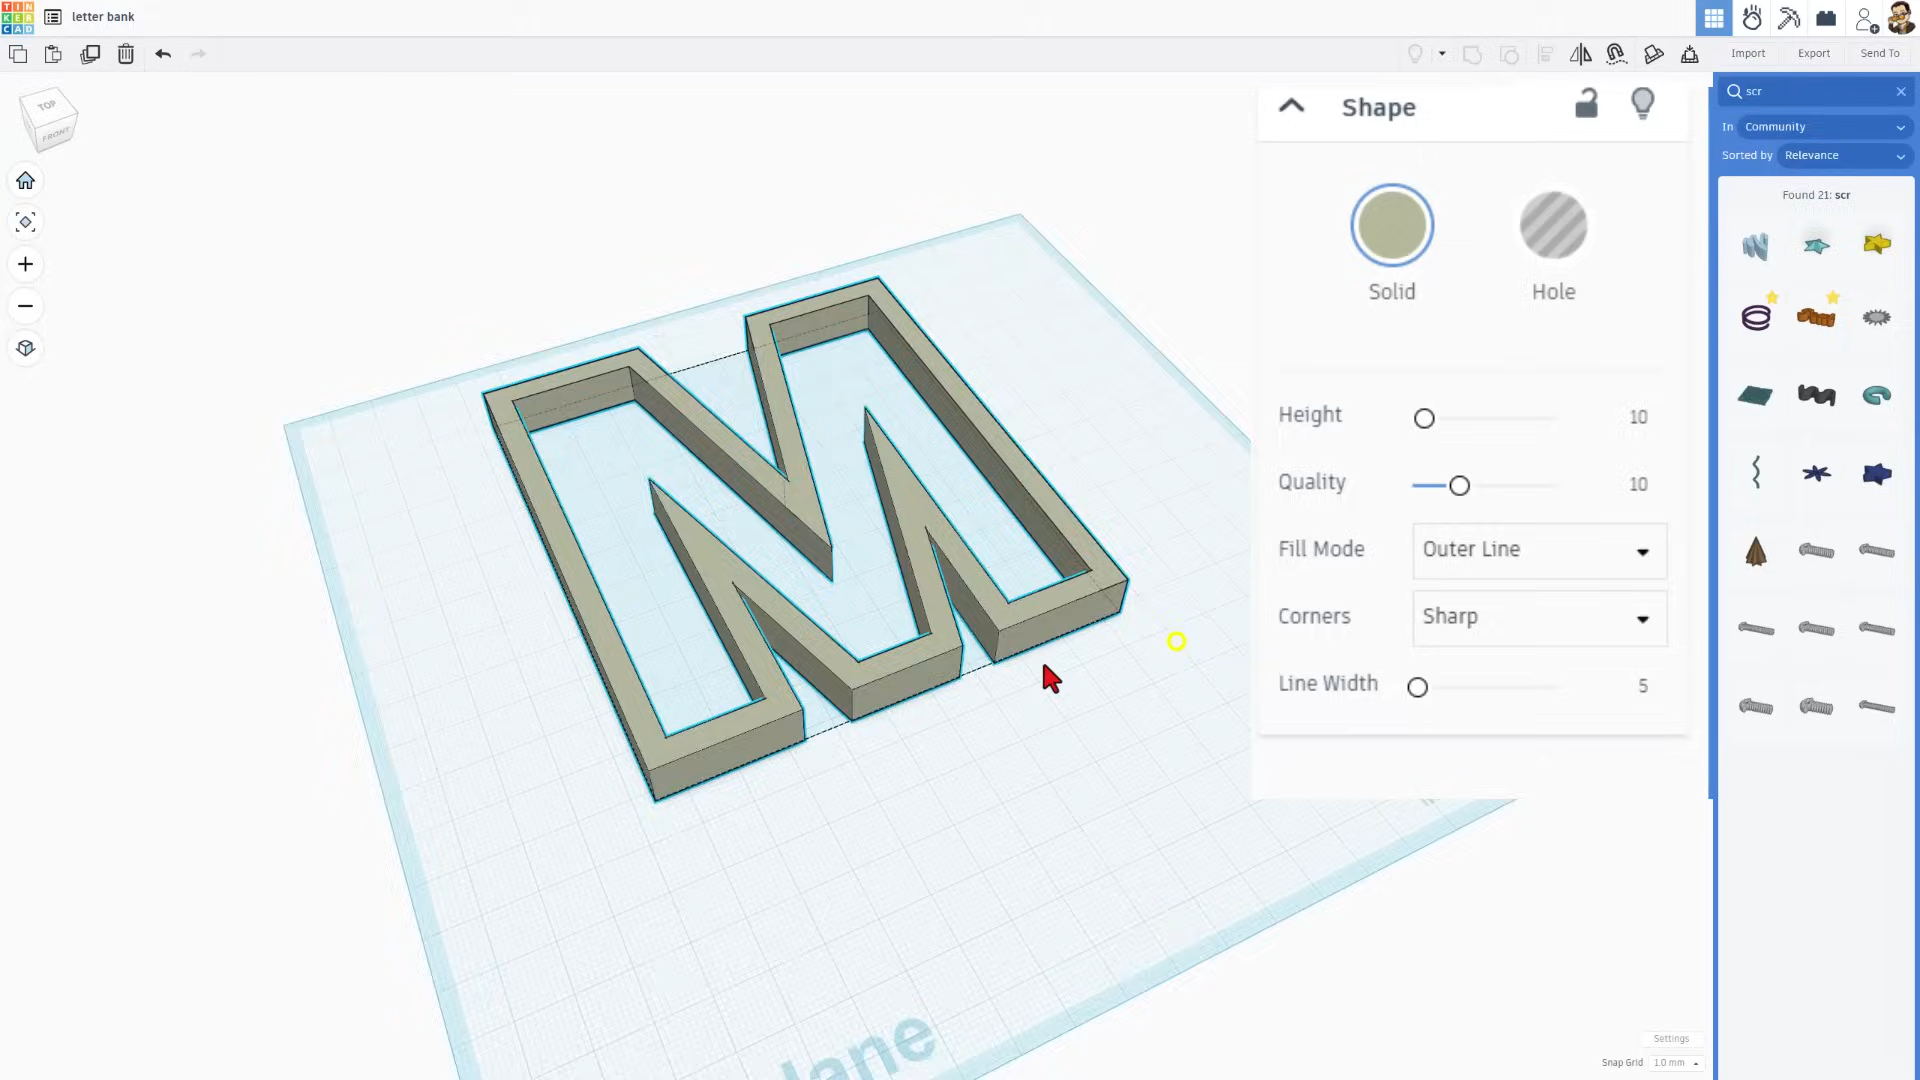 TIN
KER
CAD
letter bank
Import
Export
Send To
TOP
FRONT
scr
In Community
Sorted by Relevance
Found 21: scr
Shape
Solid
Hole
Height 10
Quality 10
Fill Mode Outer Line
Corners Sharp
Line Width 5
lane
Settings
Snap Grid 1.0 mm